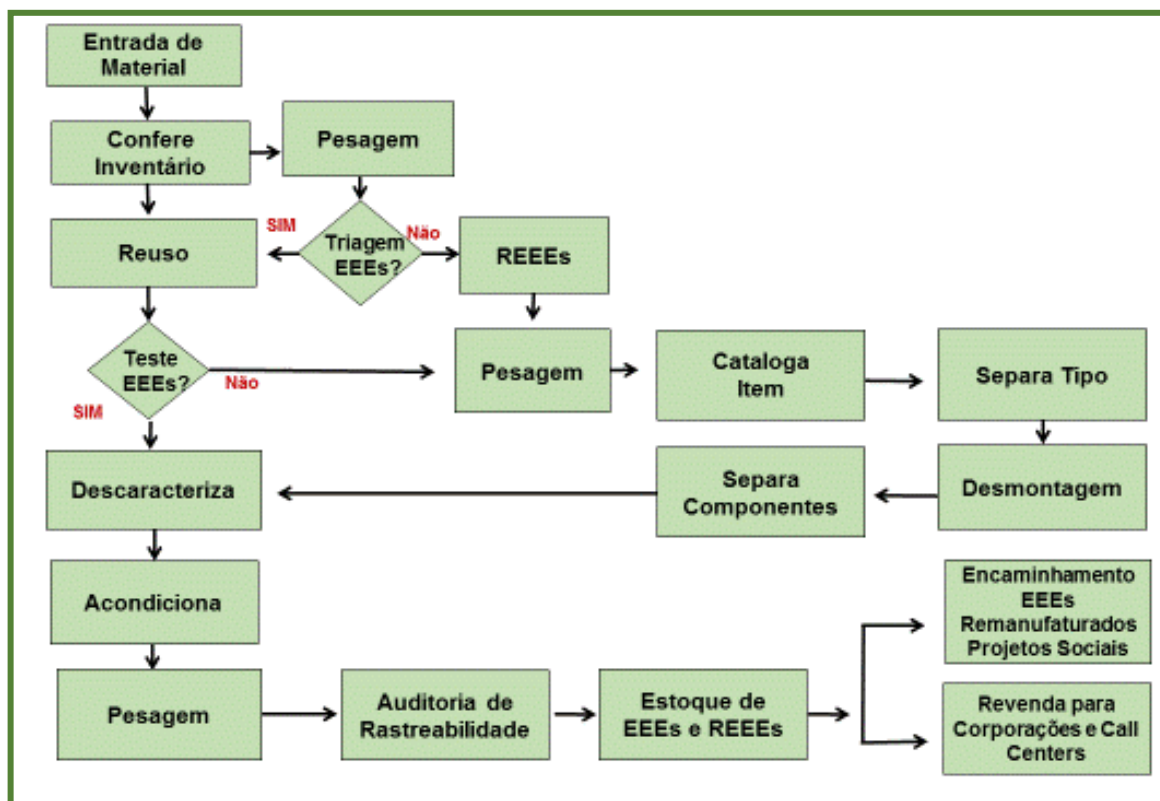 Entrada de
Material
Confere
Inventário
Pesagem
Reuso
SIM
Triagem
EEEs?
Não
REEEs
Teste
EEEs?
Não
SIM
Pesagem
Cataloga
Item
Separa Tipo
Descaracteriza
Separa
Componentes
Desmontagem
Acondiciona
Pesagem
Auditoria de
Rastreabilidade
Estoque de
EEEs e REEEs
Encaminhamento
EEEs
Remanufaturados
Projetos Sociais
Revenda para
Corporações e Call
Centers